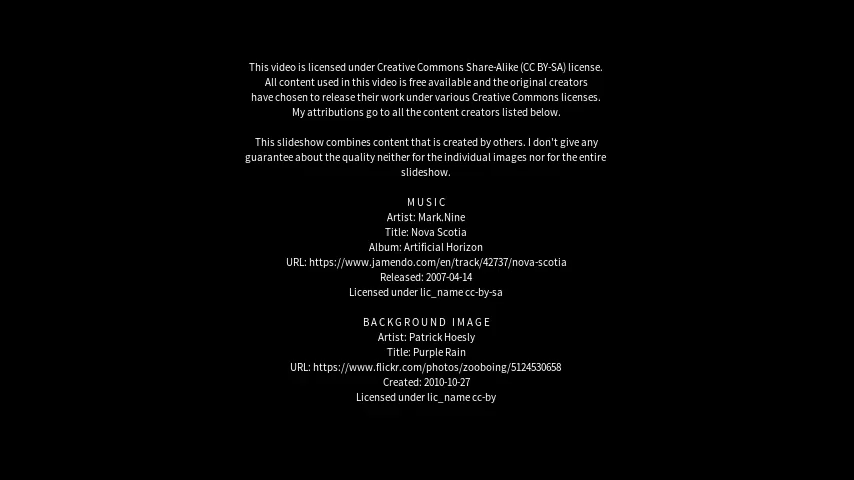 This video is licensed under Creative Commons Share-Alike (CC BY-SA) license.
All content used in this video is free available and the original creators
have chosen to release their work under various Creative Commons licenses.
My attributions go to all the content creators listed below.
This slideshow combines content that is created by others. I don't give any
guarantee about the quality neither for the individual images nor for the entire
slideshow.
MUSIC
Artist: Mark.Nine
Title: Nova Scotia
Album: Artificial Horizon
URL: https://www.jamendo.com/en/track/42737/nova-scotia
Released: 2007-04-14
Licensed under lic_name cc-by-sa
BACKGROUND IMAGE
Artist: Patrick Hoesly
Title: Purple Rain
URL: https://www.flickr.com/photos/zooboing/5124530658
Created: 2010-10-27
Licensed under lic_name cc-by